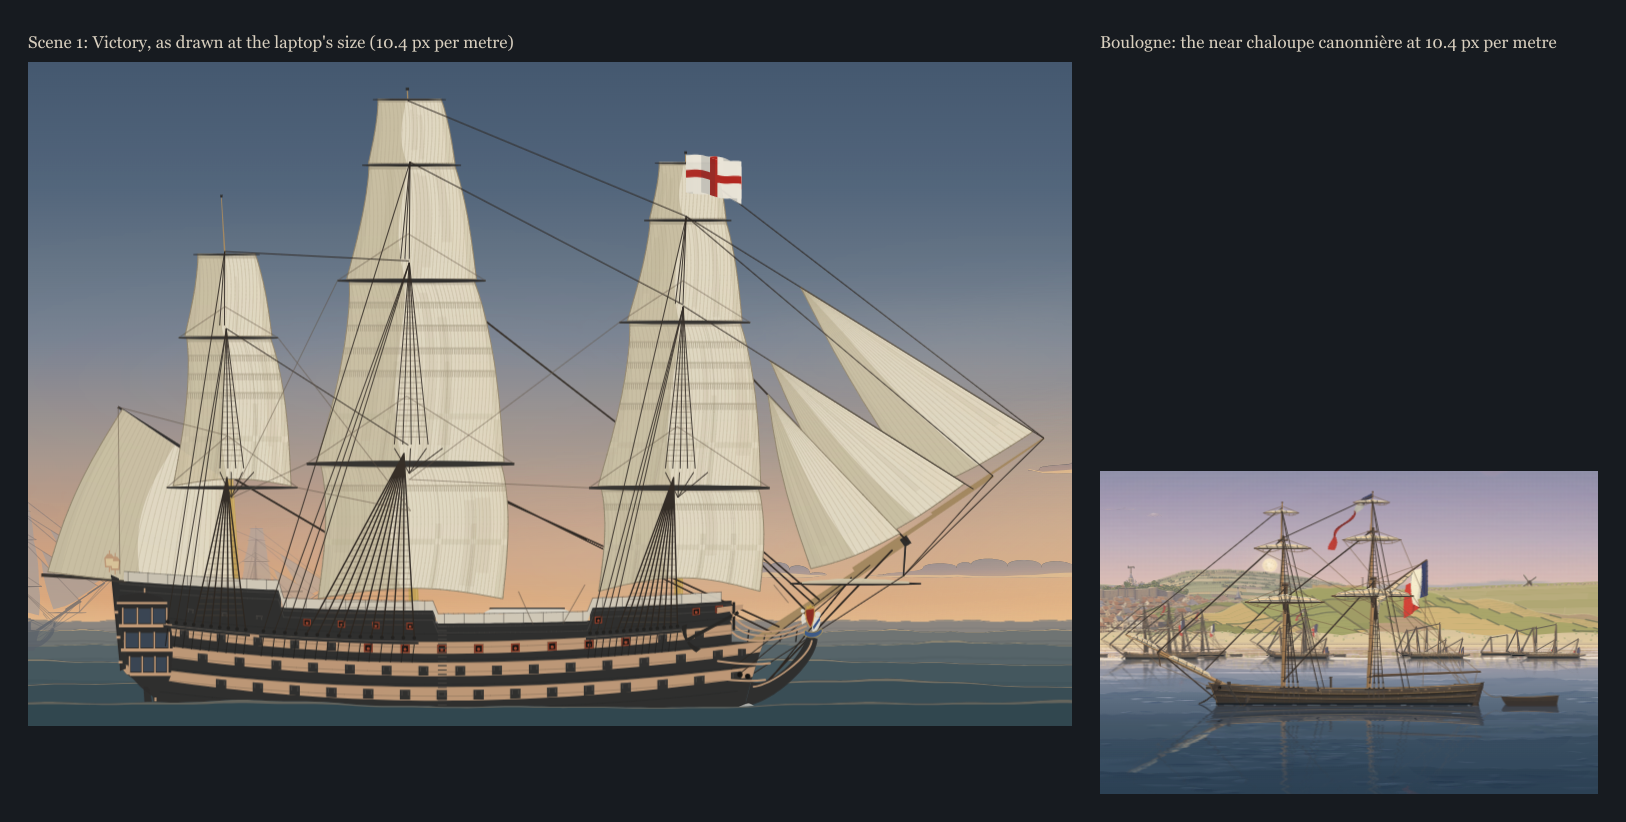 Scene 1: Victory, as drawn at the laptop's size (10.4 px per metre)
Boulogne: the near chaloupe canonnière at 10.4 px per metre